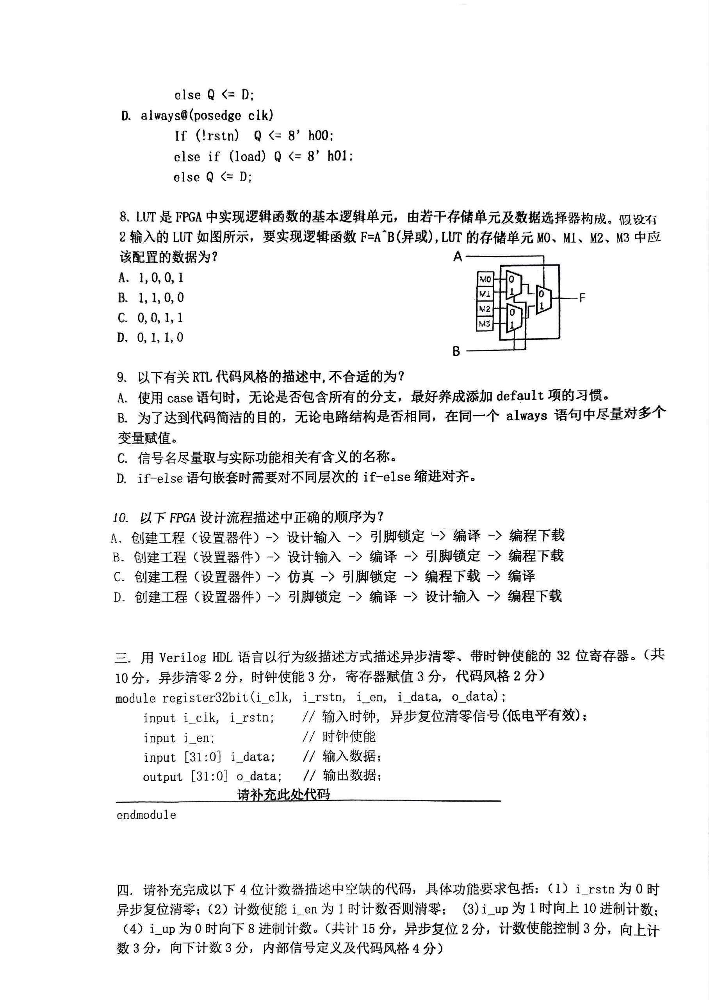 else Q <= D;
D. always@(posedge clk)
If (!rstn) Q <= 8' h00;
else if (load) Q <= 8' h01;
else Q <= D;
8、LUT 是 FPGA 中实现逻辑函数的基本逻辑单元，由若干存储单元及数据选择器构成。假设有
2 输入的 LUT 如图所示，要实现逻辑函数 F=A^B(异或), LUT 的存储单元 M0、M1、M2、M3 中应
该配置的数据为？
A. 1, 0, 0, 1
B. 1, 1, 0, 0
C. 0, 0, 1, 1
D. 0, 1, 1, 0
A
M0
0
M1
1
0
F
M2
0
1
M3
1
B
9、以下有关 RTL 代码风格的描述中, 不合适的为？
A. 使用 case 语句时，无论是否包含所有的分支，最好养成添加 default 项的习惯。
B. 为了达到代码简洁的目的，无论电路结构是否相同，在同一个 always 语句中尽量对多个
变量赋值。
C. 信号名尽量取与实际功能相关有含义的名称。
D. if-else 语句嵌套时需要对不同层次的 if-else 缩进对齐。
10. 以下 FPGA 设计流程描述中正确的顺序为？
A. 创建工程（设置器件）-> 设计输入 -> 引脚锁定 -> 编译 -> 编程下载
B. 创建工程（设置器件）-> 设计输入 -> 编译 -> 引脚锁定 -> 编程下载
C. 创建工程（设置器件）-> 仿真 -> 引脚锁定 -> 编程下载 -> 编译
D. 创建工程（设置器件）-> 引脚锁定 -> 编译 -> 设计输入 -> 编程下载
三. 用 Verilog HDL 语言以行为级描述方式描述异步清零、带时钟使能的 32 位寄存器。（共
10 分，异步清零 2 分，时钟使能 3 分，寄存器赋值 3 分，代码风格 2 分）
module register32bit(i_clk, i_rstn, i_en, i_data, o_data);
input i_clk, i_rstn; // 输入时钟, 异步复位清零信号(低电平有效);
input i_en; // 时钟使能
input [31:0] i_data; // 输入数据;
output [31:0] o_data; // 输出数据;
请补充此处代码
endmodule
四. 请补充完成以下 4 位计数器描述中空缺的代码，具体功能要求包括：（1）i_rstn 为 0 时
异步复位清零；（2）计数使能 i_en 为 1 时计数否则清零； (3)i_up 为 1 时向上 10 进制计数；
（4）i_up 为 0 时向下 8 进制计数。（共计 15 分，异步复位 2 分，计数使能控制 3 分，向上计
数 3 分，向下计数 3 分，内部信号定义及代码风格 4 分）